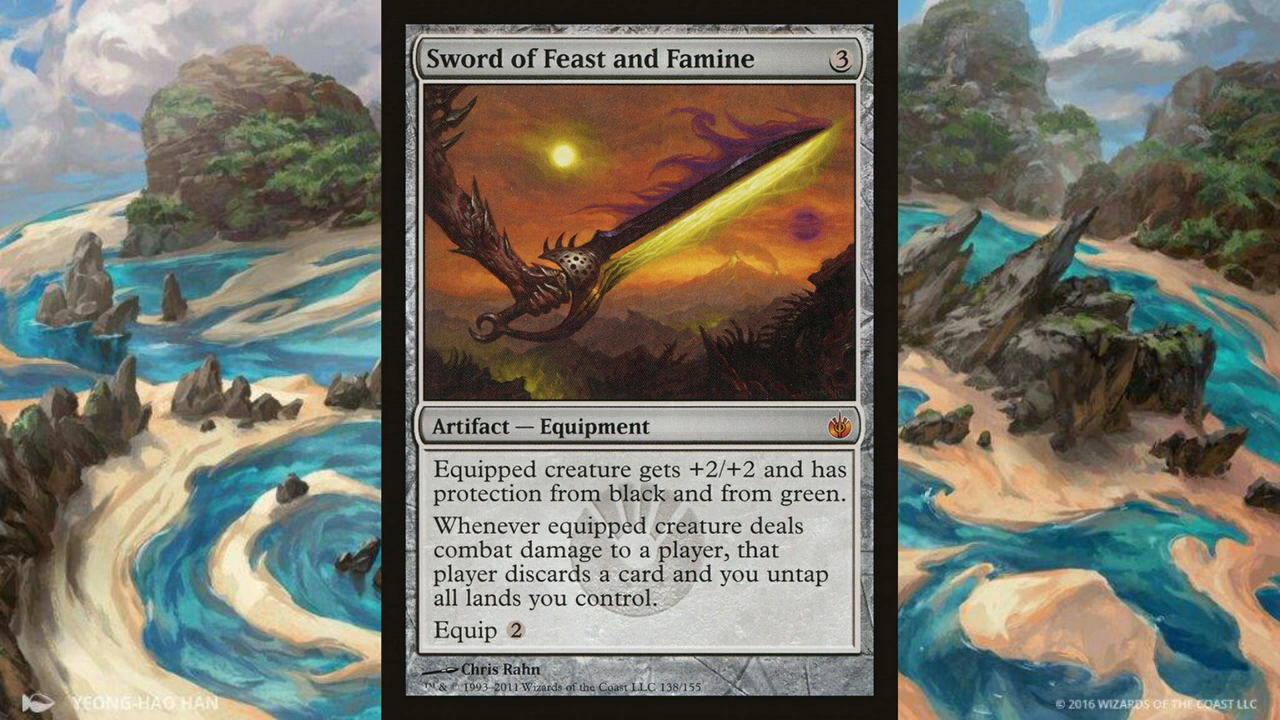 Sword of Feast and Famine 3
Artifact — Equipment
Equipped creature gets +2/+2 and has
protection from black and from green.
Whenever equipped creature deals
combat damage to a player, that
player discards a card and you untap
all lands you control.
Equip 2
Chris Rahn
™ & © 1993–2011 Wizards of the Coast LLC 138/155
YEONG-HAO HAN
© 2016 WIZARDS OF THE COAST LLC